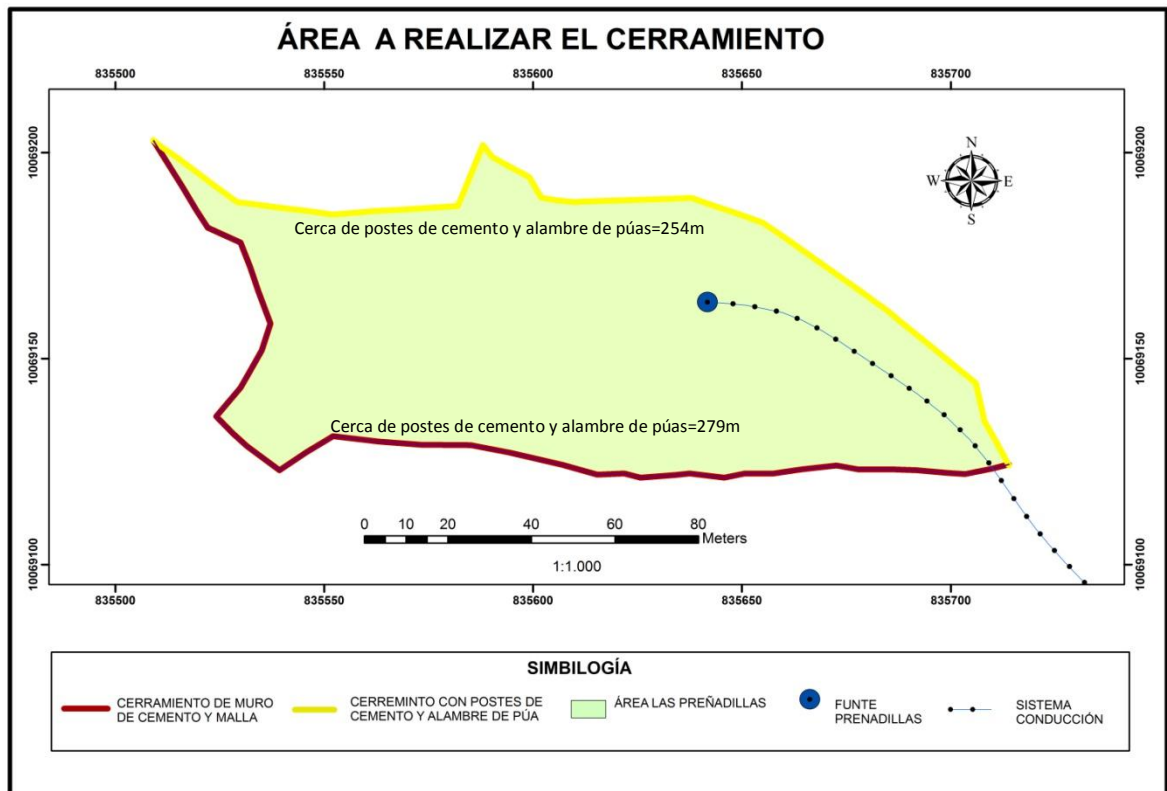 ÁREA A REALIZAR EL CERRAMIENTO
835500 835550 835600 835650 835700
10069200 10069200
N
W E
S
Cerca de postes de cemento y alambre de púas=254m
10069150 10069150
Cerca de postes de cemento y alambre de púas=279m
0 10 20 40 60 80
Meters
1:1.000
10069100 10069100
835500 835550 835600 835650 835700
SIMBILOGÍA
CERRAMIENTO DE MURO
DE CEMENTO Y MALLA
CERREMINTO CON POSTES DE
CEMENTO Y ALAMBRE DE PÚA
ÁREA LAS PREÑADILLAS
FUNTE
PRENADILLAS
SISTEMA
CONDUCCIÓN